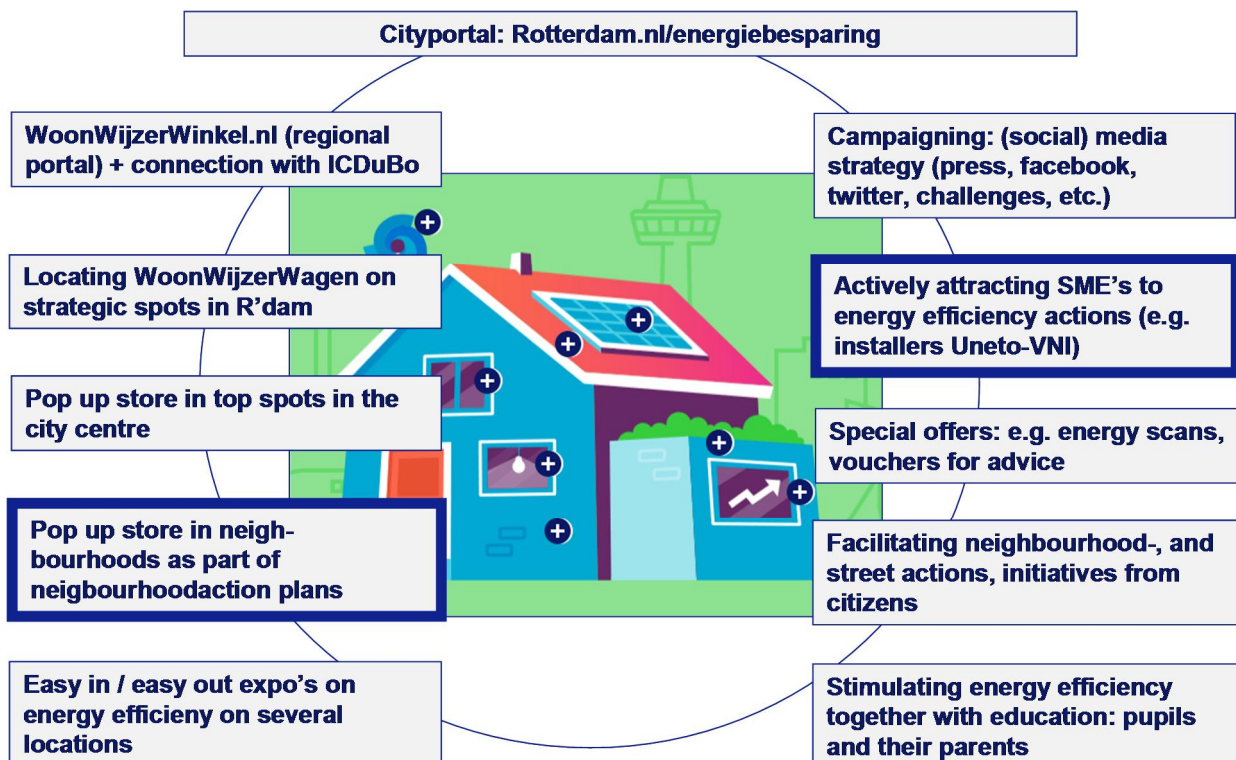 Cityportal: Rotterdam.nl/energiebesparing
WoonWijzerWinkel.nl (regional
portal) + connection with ICDuBo
Locating WoonWijzerWagen on
strategic spots in R’dam
Pop up store in top spots in the
city centre
Pop up store in neigh-
bourhoods as part of
neigbourhoodaction plans
Easy in / easy out expo’s on
energy efficieny on several
locations
Campaigning: (social) media
strategy (press, facebook,
twitter, challenges, etc.)
Actively attracting SME’s to
energy efficiency actions (e.g.
installers Uneto-VNI)
Special offers: e.g. energy scans,
vouchers for advice
Facilitating neighbourhood-, and
street actions, initiatives from
citizens
Stimulating energy efficiency
together with education: pupils
and their parents